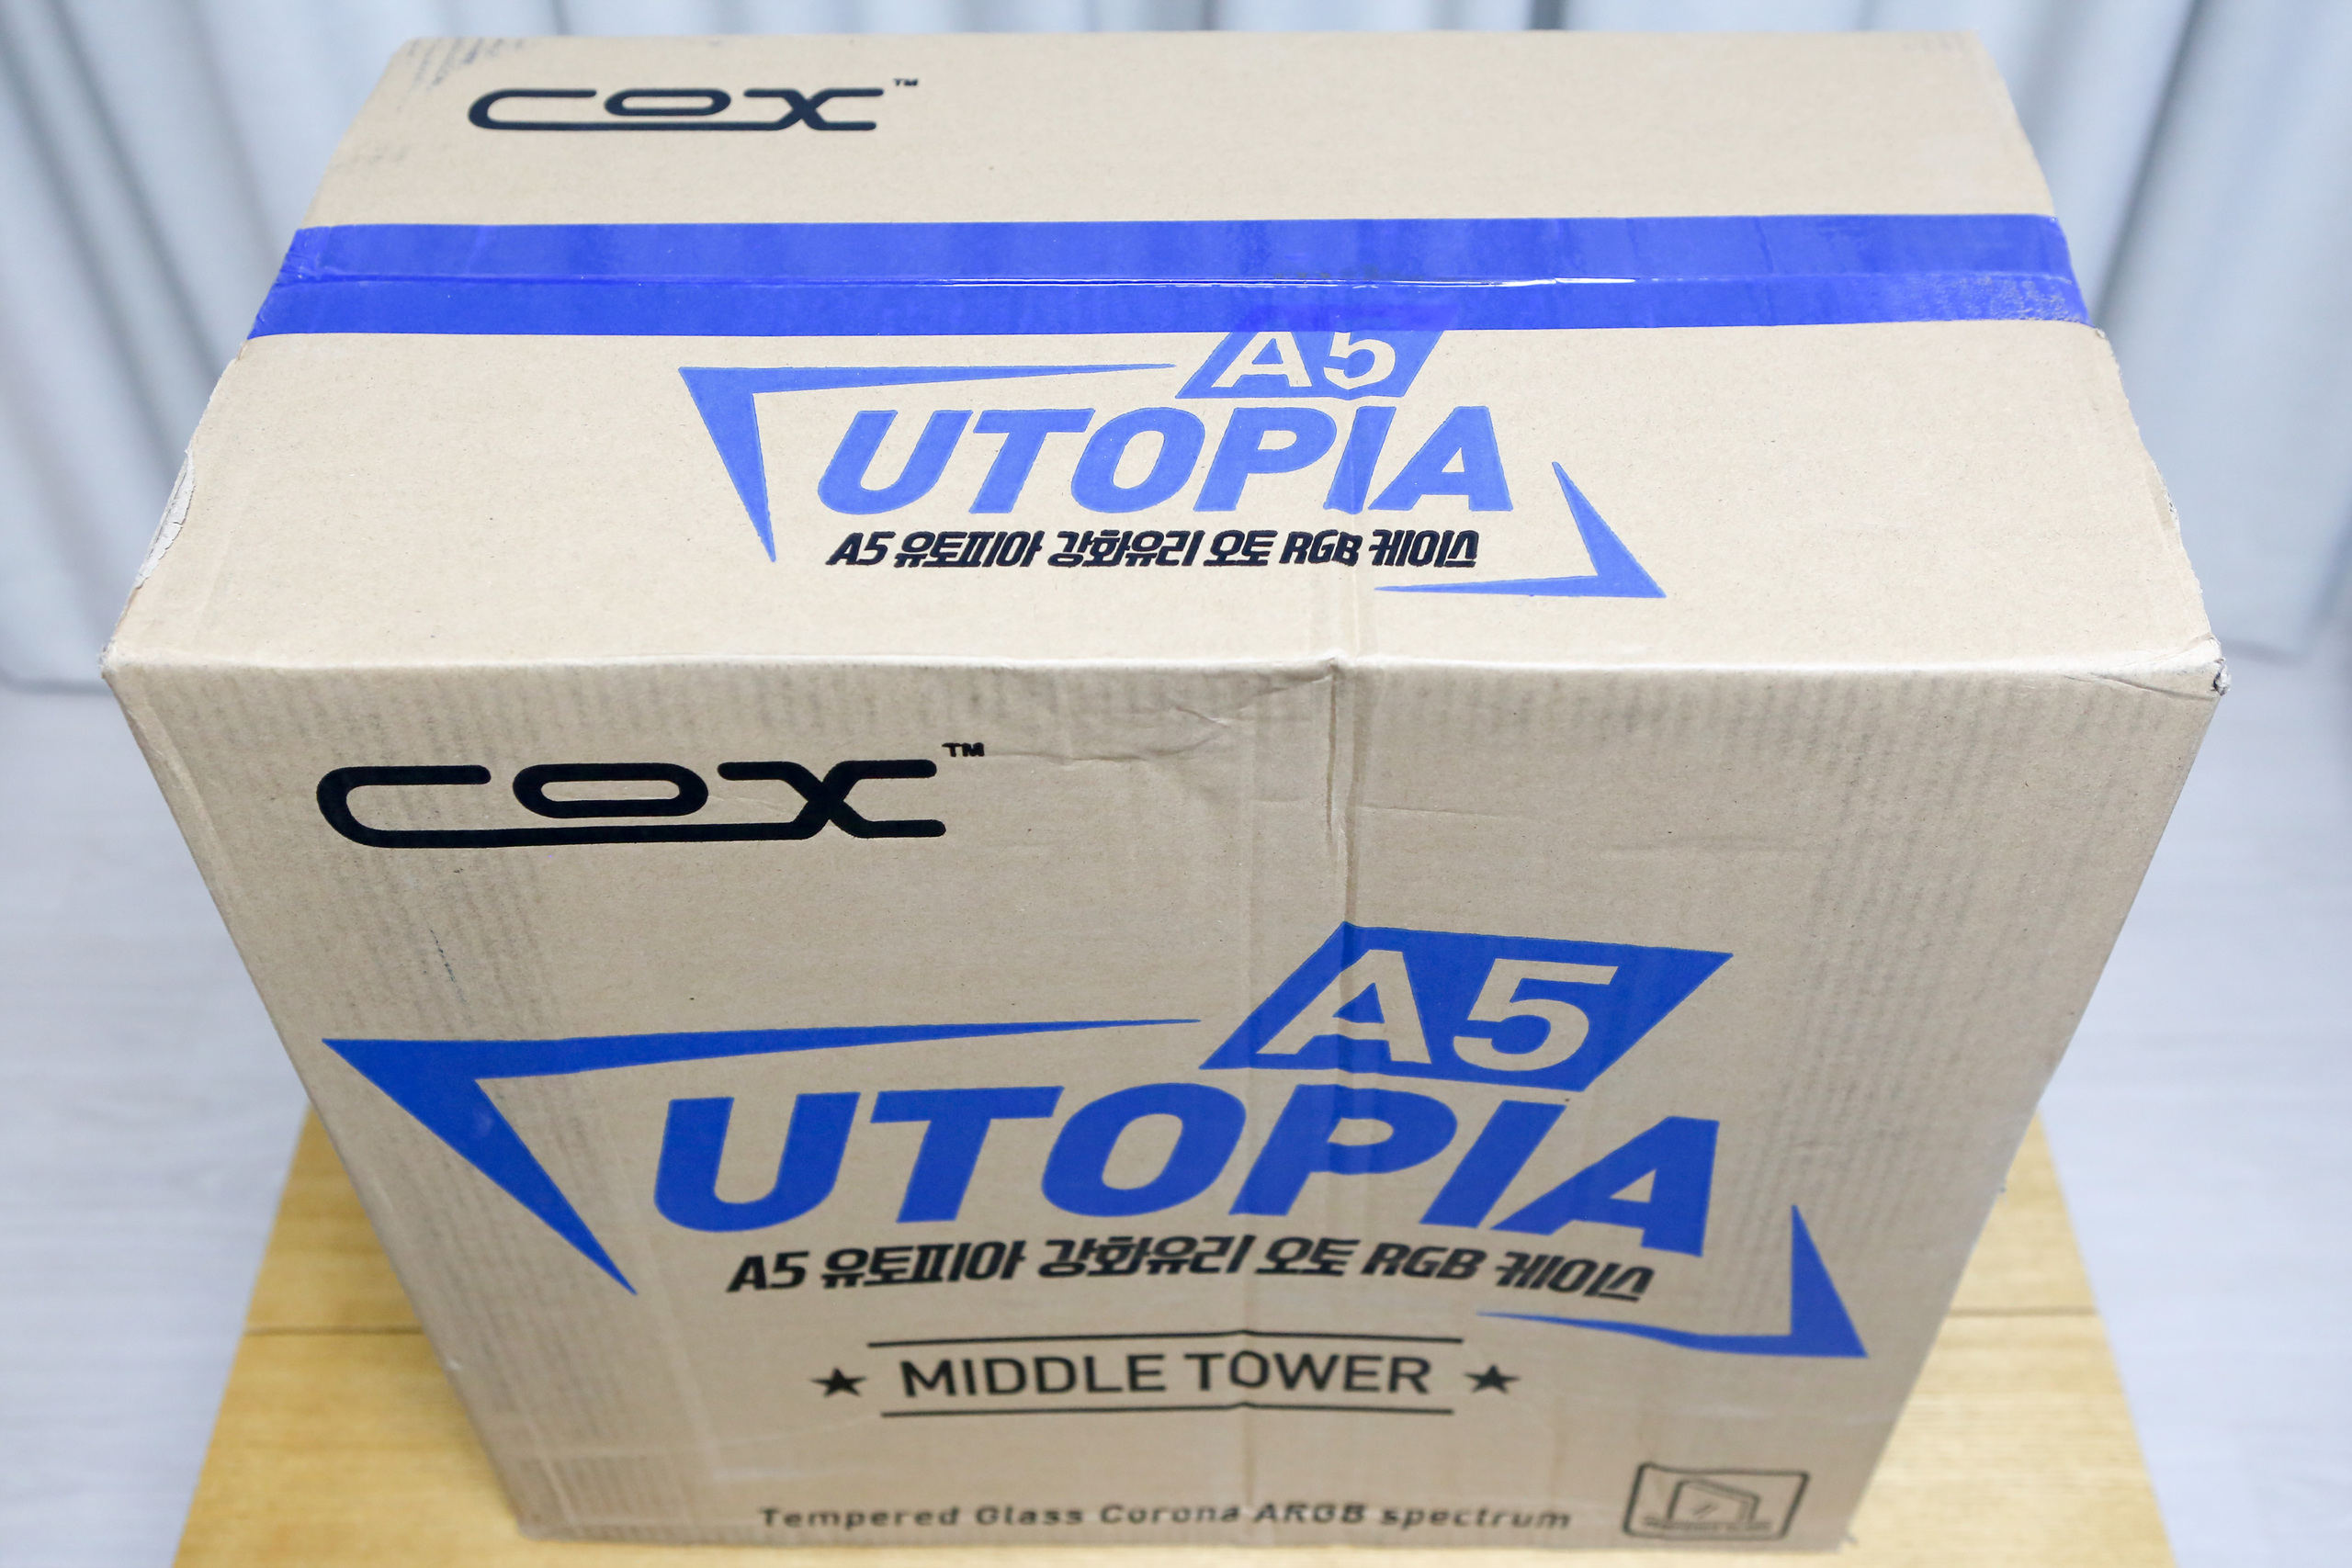 COX™
A5
UTOPIA
A5 유토피아 강화유리 오토 RGB 케이스
COX™
A5
UTOPIA
A5 유토피아 강화유리 오토 RGB 케이스
★ MIDDLE TOWER ★
Tempered Glass Corona ARGB spectrum